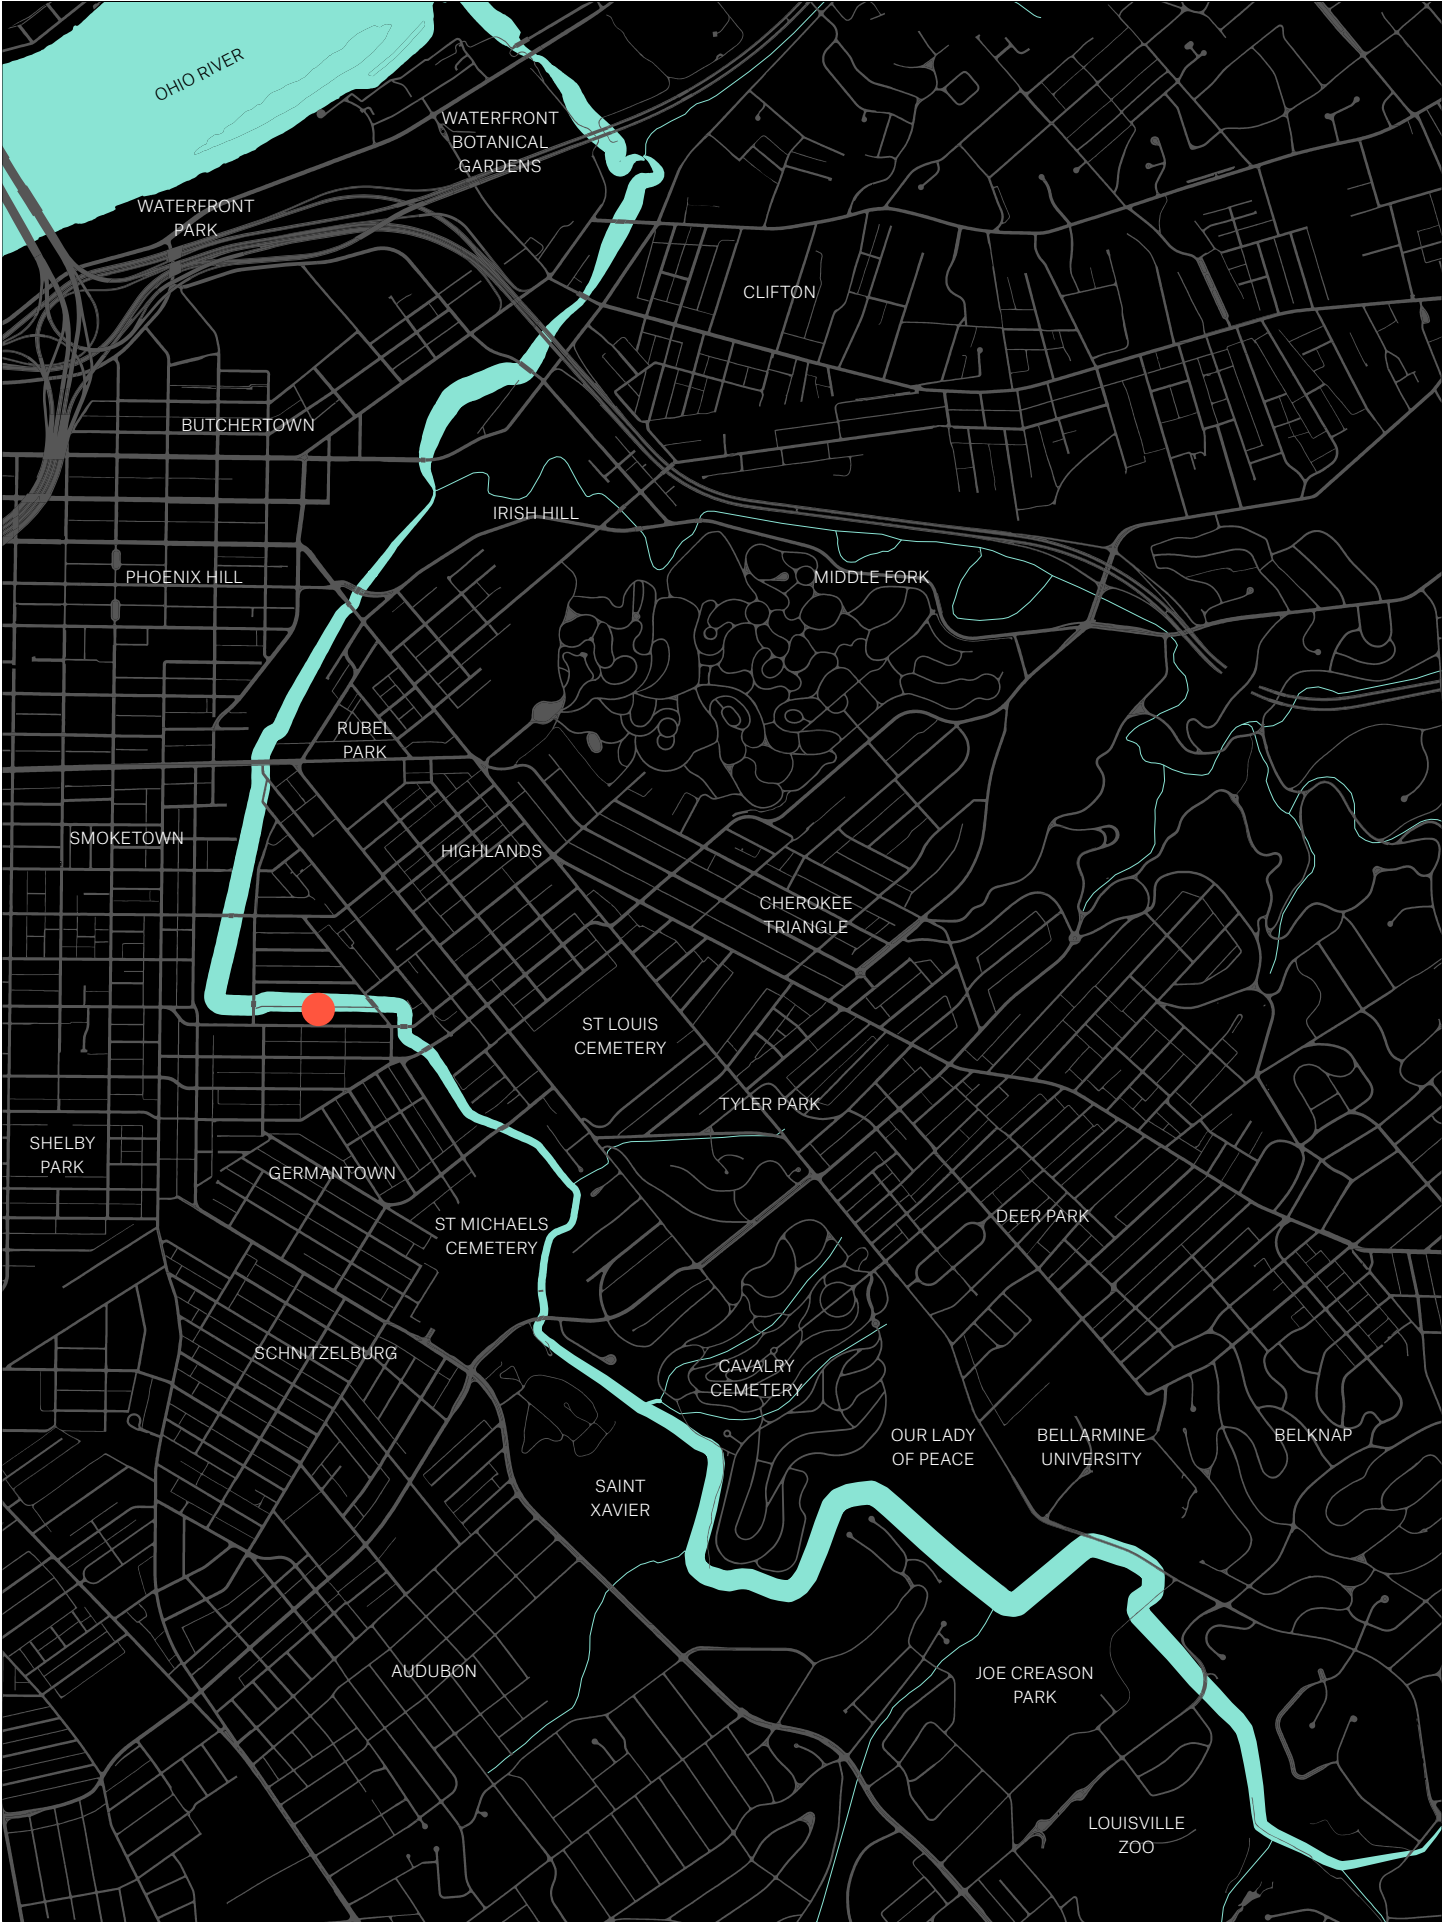 OHIO RIVER
WATERFRONT
BOTANICAL
GARDENS
WATERFRONT
PARK
CLIFTON
BUTCHERTOWN
IRISH HILL
PHOENIX HILL
MIDDLE FORK
RUBEL
PARK
SMOKETOWN
HIGHLANDS
CHEROKEE
TRIANGLE
ST LOUIS
CEMETERY
TYLER PARK
SHELBY
PARK
GERMANTOWN
ST MICHAELS
CEMETERY
DEER PARK
SCHNITZELBURG
CAVALRY
CEMETERY
OUR LADY
OF PEACE
BELLARMINE
UNIVERSITY
BELKNAP
SAINT
XAVIER
AUDUBON
JOE CREASON
PARK
LOUISVILLE
ZOO